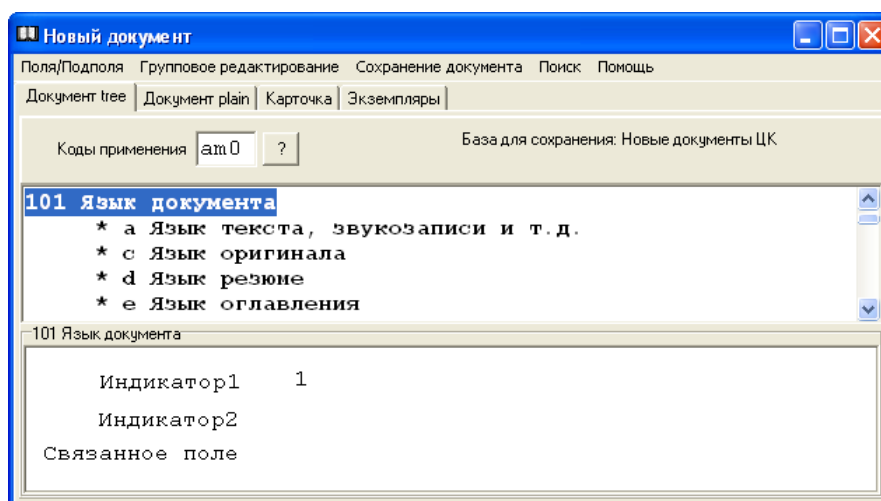 Новый документ
Поля/Подполя Групповое редактирование Сохранение документа Поиск Помощь
Документ tree Документ plain Карточка Экземпляры
Коды применения am0 ? База для сохранения: Новые документы ЦК
101 Язык документа
* a Язык текста, звукозаписи и т.д.
* c Язык оригинала
* d Язык резюме
* e Язык оглавления
101 Язык документа
Индикатор1 1
Индикатор2
Связанное поле